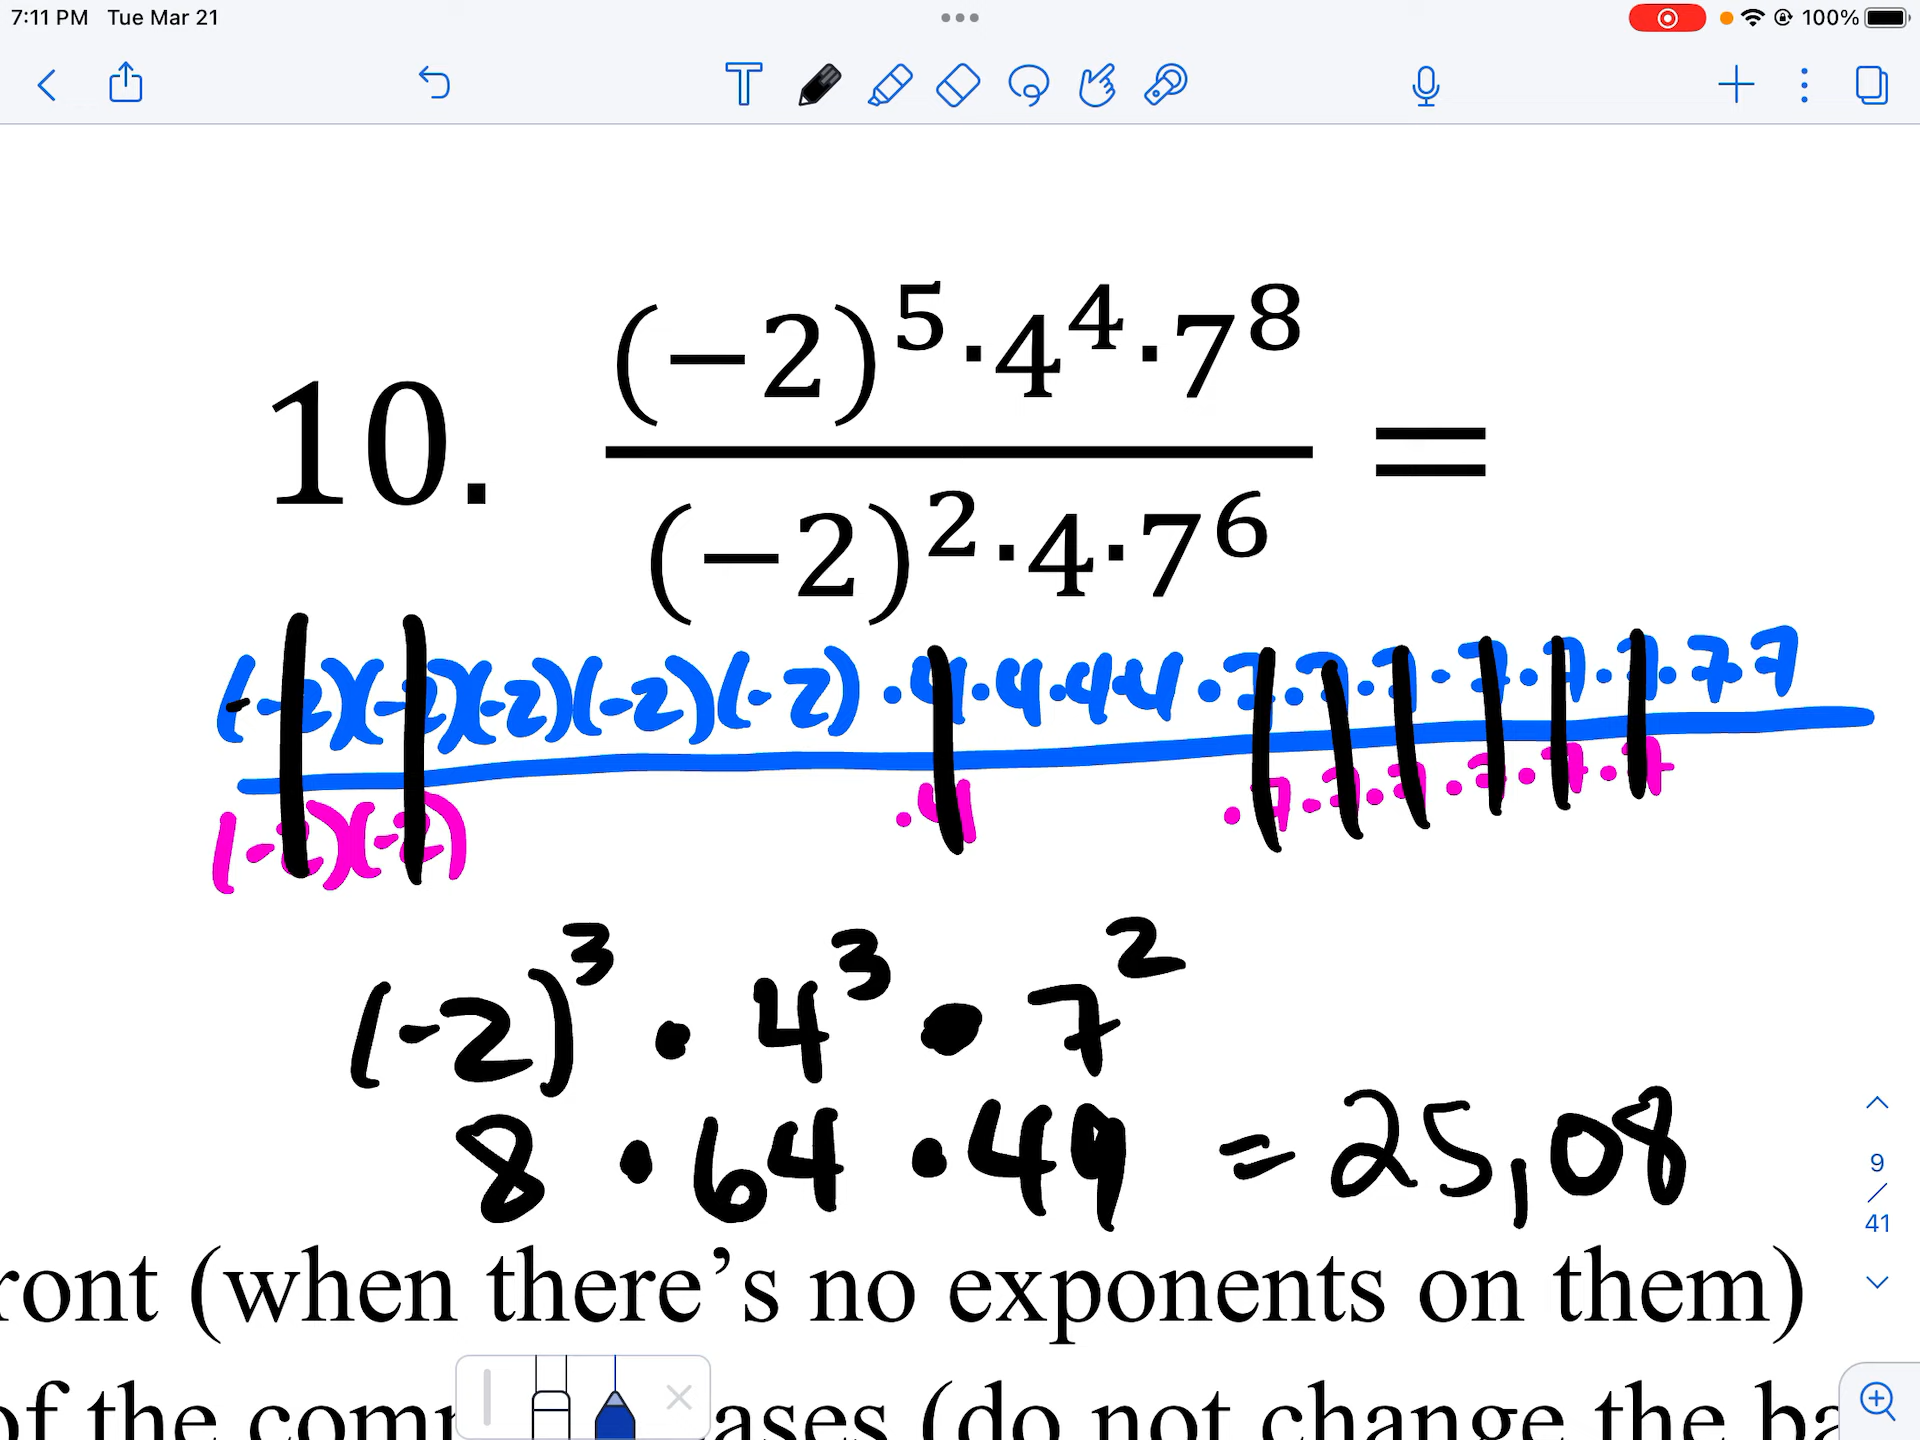 7:11 PM Tue Mar 21
100%
T
10. (−2)⁵·4⁴·7⁸ / (−2)²·4·7⁶ =
(-2)(-2)(-2)(-2)(-2) ·4·4·4·4 ·7·7·7·7·7·7·7·7
(-2)(-2) ·4 ·7·7·7·7·7·7
(-2)³ · 4³ · 7²
8 · 64 · 49 = 25,08
9
/
41
ront (when there’s no exponents on them)
of the ases (do not change the